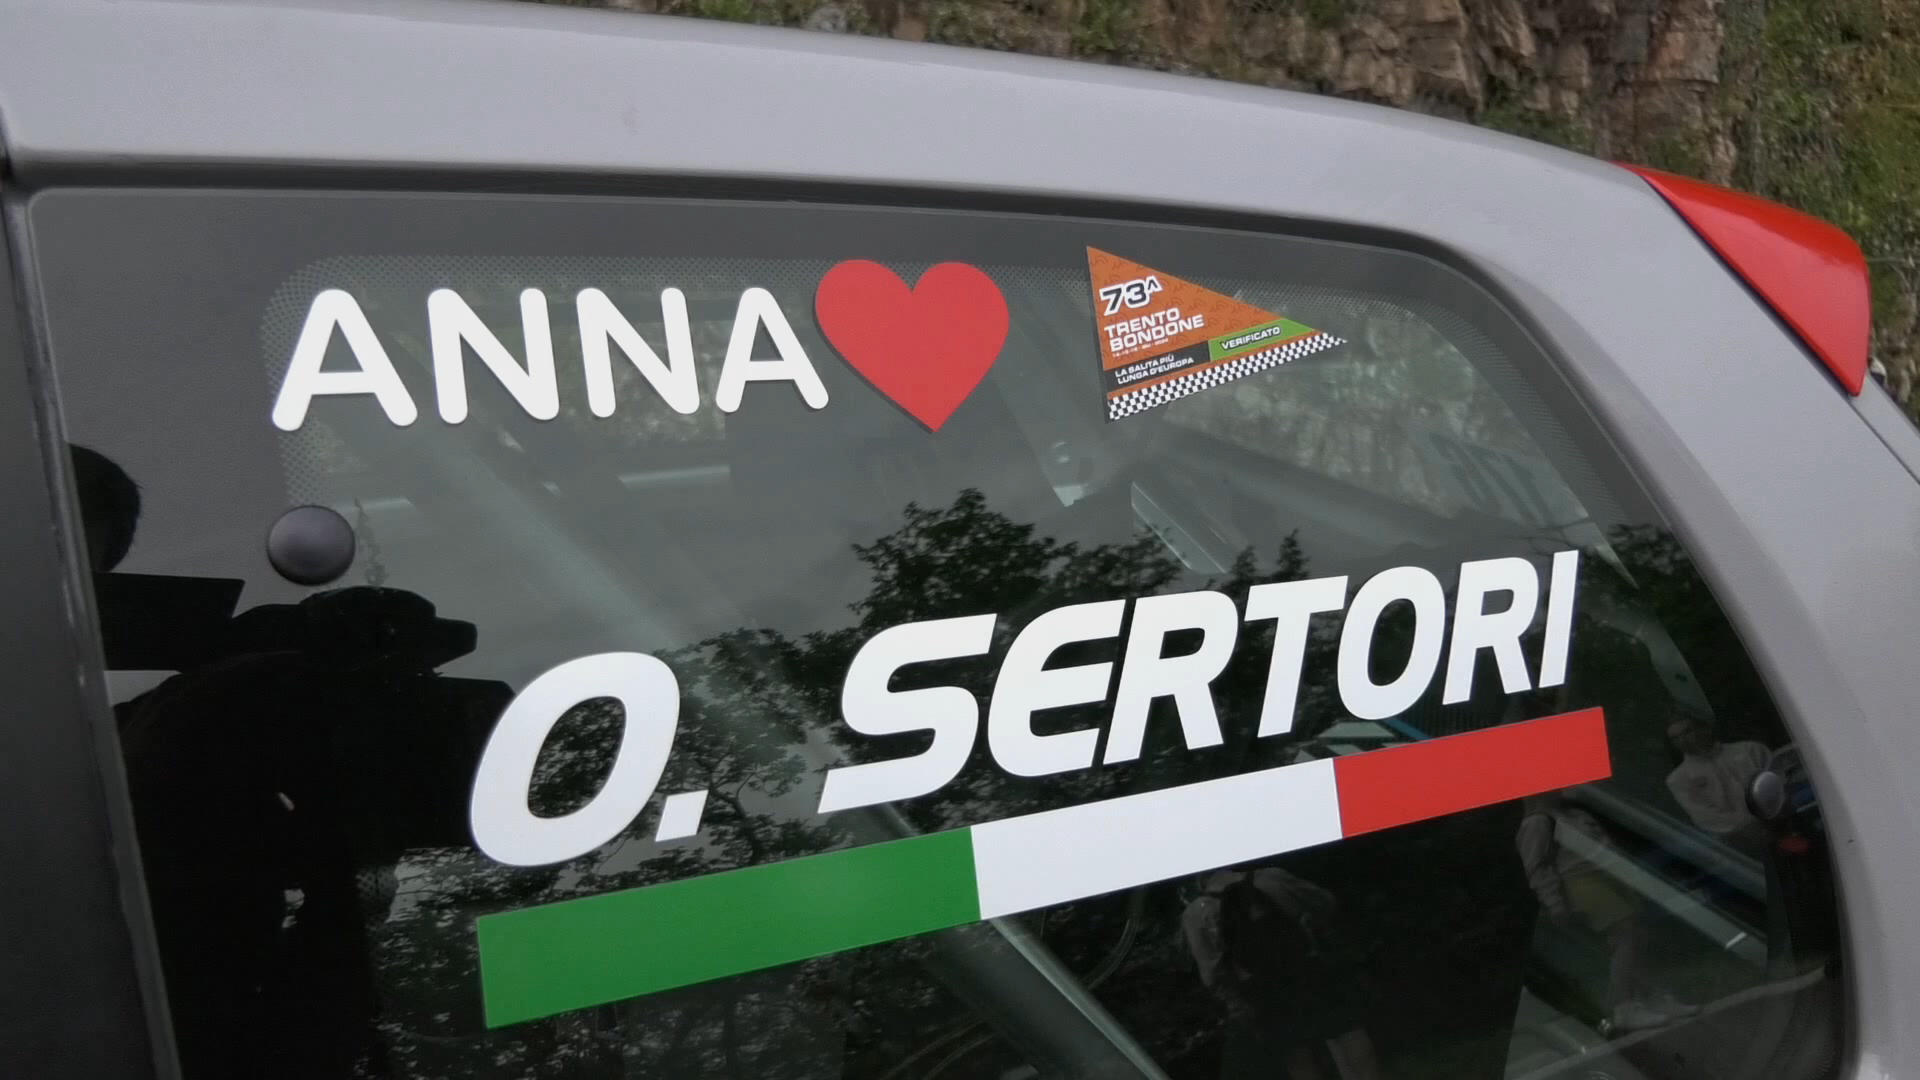 ANNA
73ᴬ
TRENTO
BONDONE
VERIFICATO
LA SALITA PIÙ
LUNGA D'EUROPA
O. SERTORI